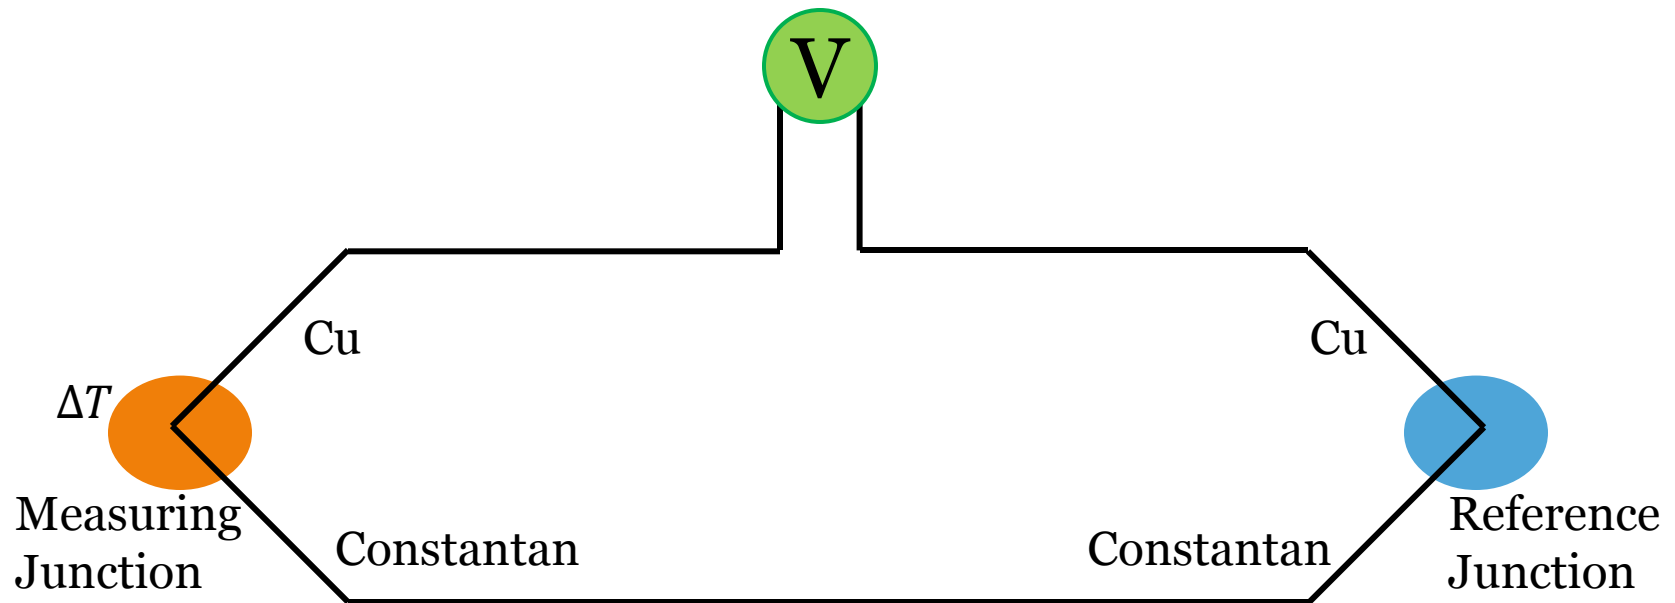 V
Cu
Cu
ΔT
Measuring
Junction
Constantan
Constantan
Reference
Junction